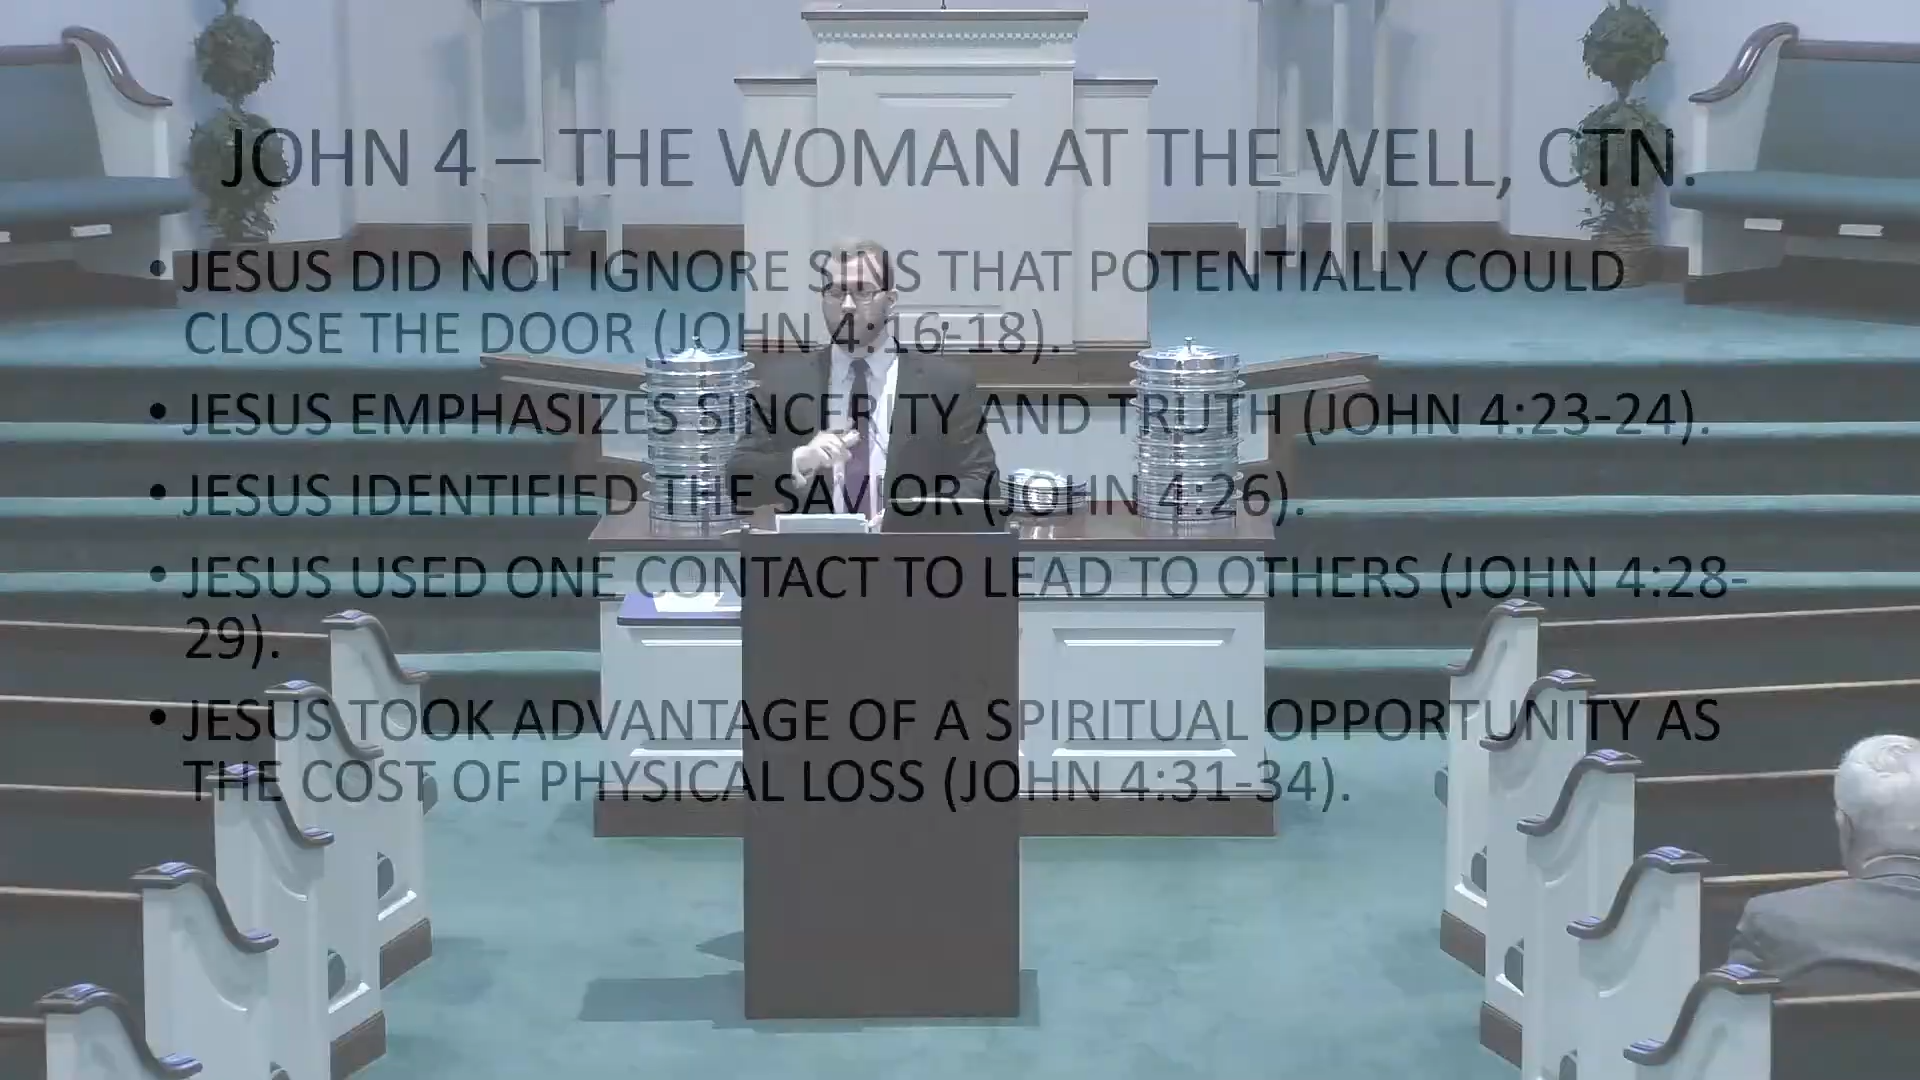 JOHN 4 – THE WOMAN AT THE WELL, CTN.
• JESUS DID NOT IGNORE SINS THAT POTENTIALLY COULD
CLOSE THE DOOR (JOHN 4:16-18).
• JESUS EMPHASIZES SINCERITY AND TRUTH (JOHN 4:23-24).
• JESUS IDENTIFIED THE SAVIOR (JOHN 4:26).
• JESUS USED ONE CONTACT TO LEAD TO OTHERS (JOHN 4:28-
29).
• JESUS TOOK ADVANTAGE OF A SPIRITUAL OPPORTUNITY AS
THE COST OF PHYSICAL LOSS (JOHN 4:31-34).